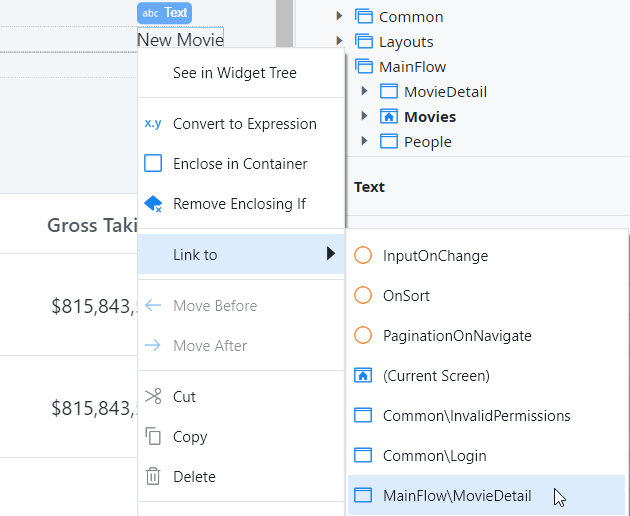 abc Text
New Movie
See in Widget Tree
x.y Convert to Expression
Enclose in Container
Remove Enclosing If
Link to
Move Before
Move After
Cut
Copy
Delete
Gross Taki
$815,843,
$815,843,
Common
Layouts
MainFlow
MovieDetail
Movies
People
Text
InputOnChange
OnSort
PaginationOnNavigate
(Current Screen)
Common\InvalidPermissions
Common\Login
MainFlow\MovieDetail